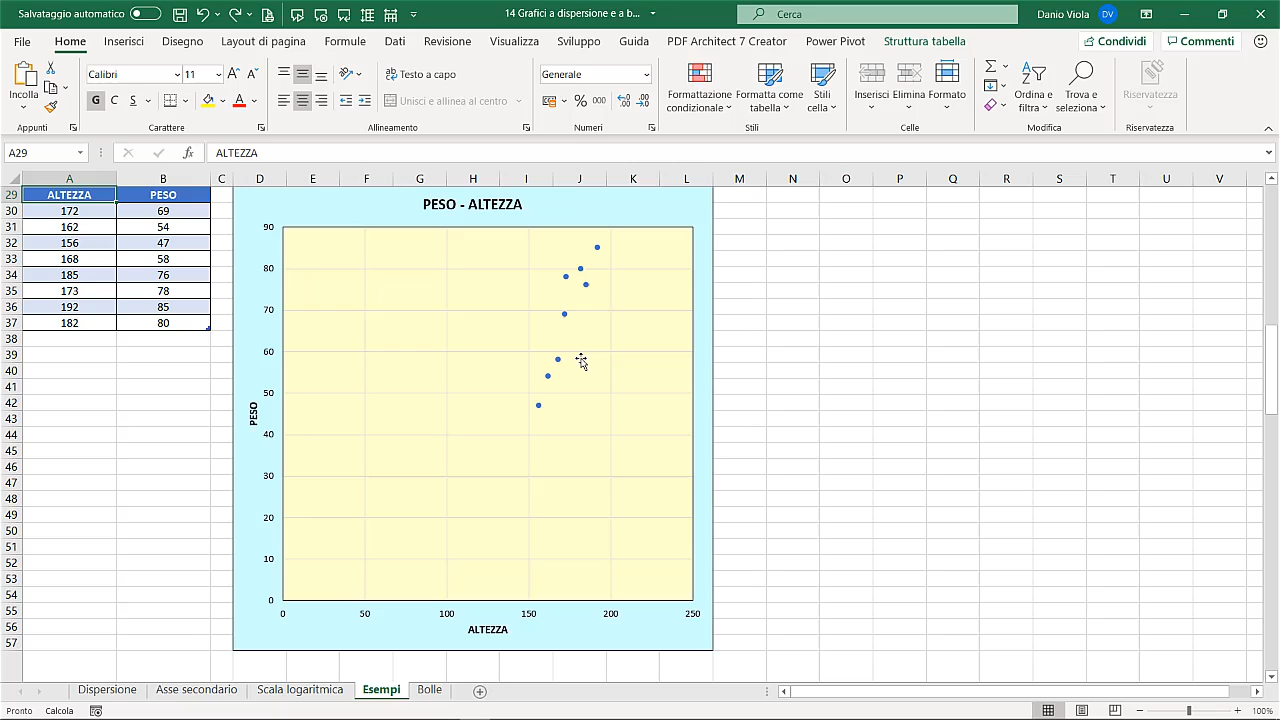 Salvataggio automatico
14 Grafici a dispersione e a b...
Cerca
Danio Viola
DV
File
Home
Inserisci
Disegno
Layout di pagina
Formule
Dati
Revisione
Visualizza
Sviluppo
Guida
PDF Architect 7 Creator
Power Pivot
Struttura tabella
Condividi
Commenti
Incolla
Calibri
11
G C S
Testo a capo
Unisci e allinea al centro
Generale
% 000
Formattazione condizionale
Formatta come tabella
Stili cella
Inserisci
Elimina
Formato
Ordina e filtra
Trova e seleziona
Riservatezza
Appunti
Carattere
Allineamento
Numeri
Stili
Celle
Modifica
Riservatezza
A29
fx
ALTEZZA
A B C D E F G H I J K L M N O P Q R S T U V
29 ALTEZZA PESO
30 172 69
31 162 54
32 156 47
33 168 58
34 185 76
35 173 78
36 192 85
37 182 80
38
39
40
41
42
43
44
45
46
47
48
49
50
51
52
53
54
55
56
57
PESO - ALTEZZA
90
80
70
60
50
40
30
20
10
0
PESO
0 50 100 150 200 250
ALTEZZA
Dispersione
Asse secondario
Scala logaritmica
Esempi
Bolle
Pronto
Calcola
100%